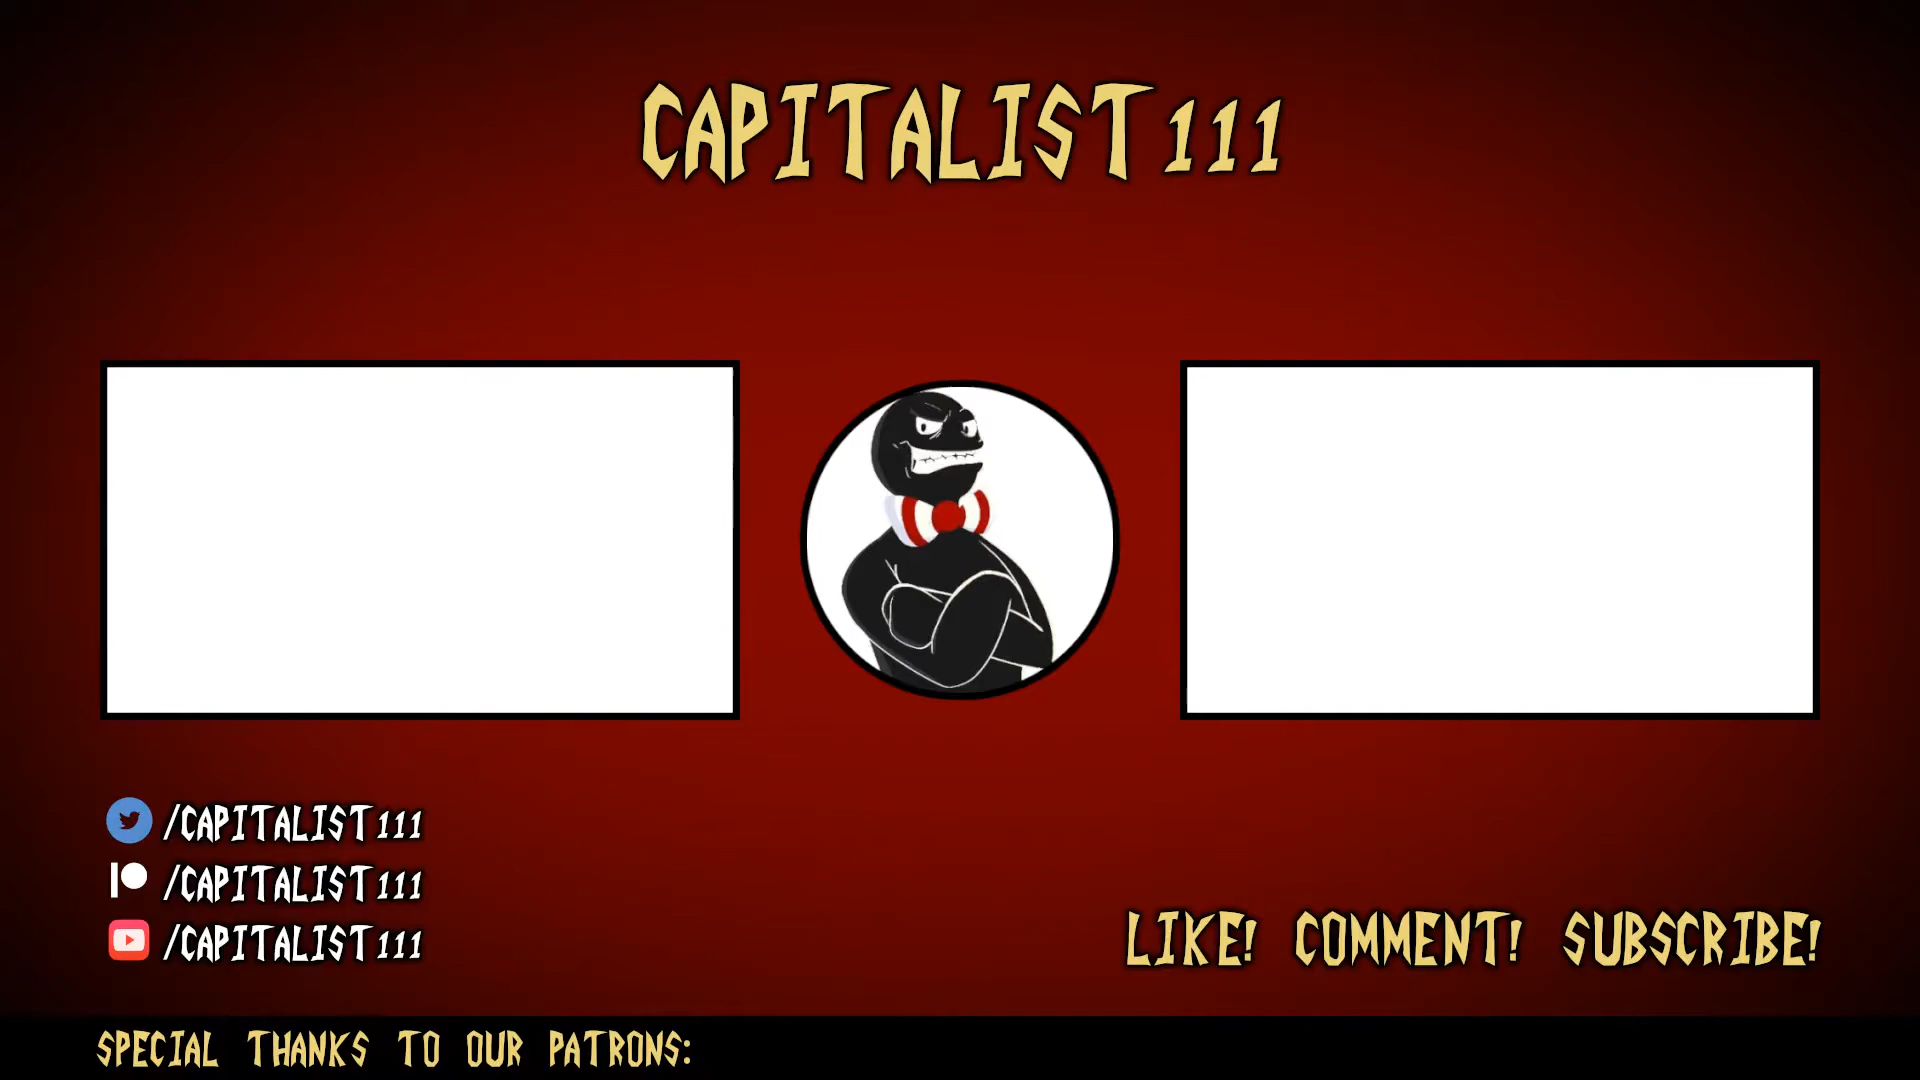 CAPITALIST111
/CAPITALIST111
/CAPITALIST111
/CAPITALIST111
LIKE! COMMENT! SUBSCRIBE!
SPECIAL THANKS TO OUR PATRONS: